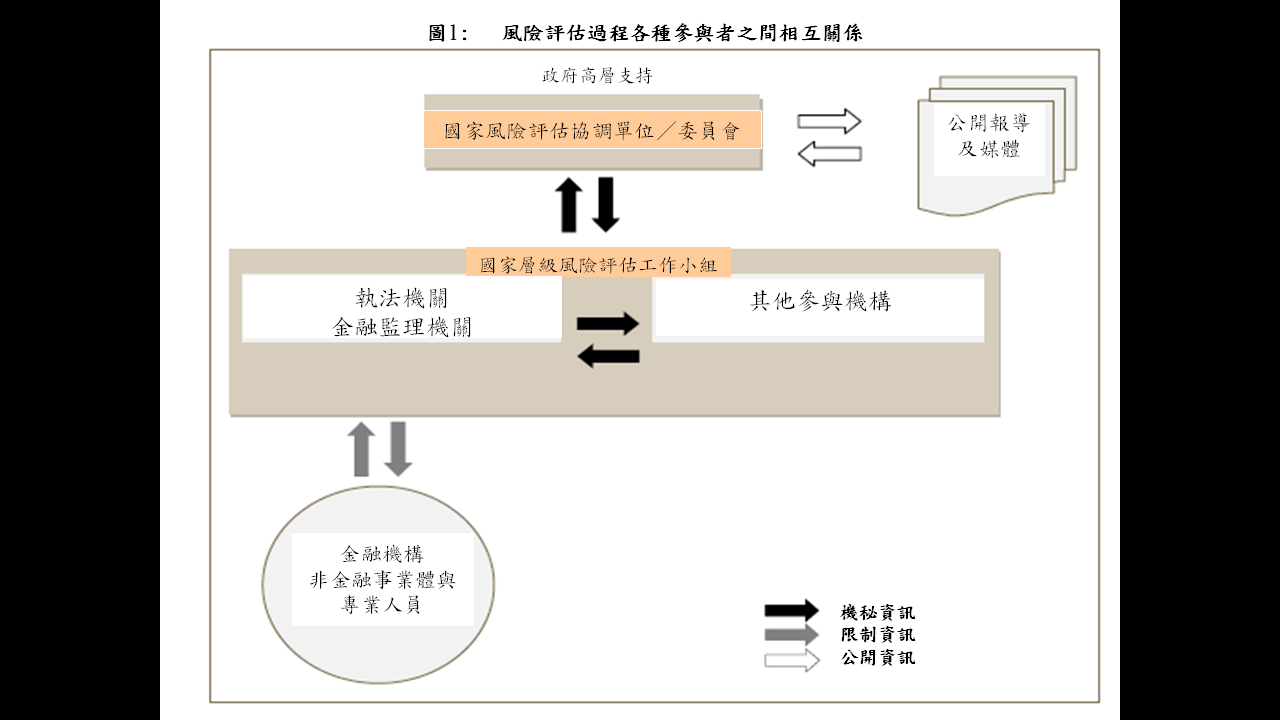 圖1： 風險評估過程各種參與者之間相互關係
政府高層支持
國家風險評估協調單位／委員會
公開報導
及媒體
國家層級風險評估工作小組
執法機關
金融監理機關
其他參與機構
金融機構
非金融事業體與
專業人員
機秘資訊
限制資訊
公開資訊